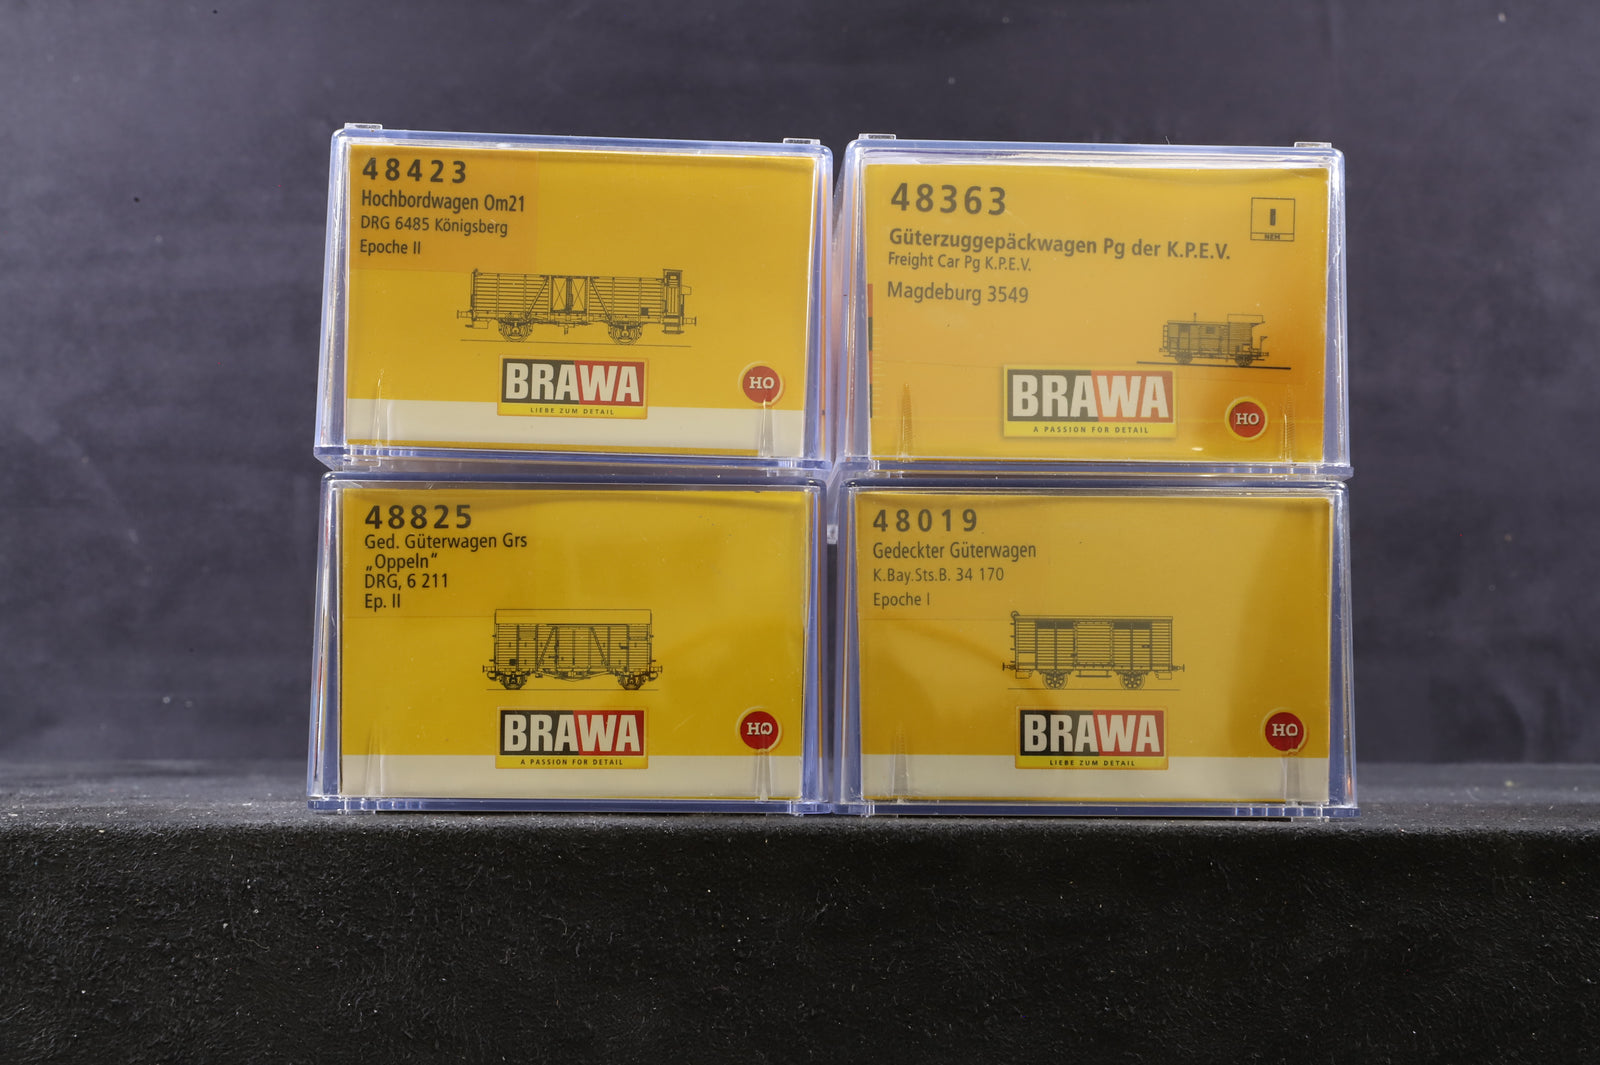 48423
Hochbordwagen Om21
DRG 6485 Königsberg
Epoche II
BRAWA
LIEBE ZUM DETAIL
HO
48363
I
NEM
Güterzuggepäckwagen Pg der K.P.E.V.
Freight Car Pg K.P.E.V.
Magdeburg 3549
BRAWA
A PASSION FOR DETAIL
HO
48825
Ged. Güterwagen Grs
„Oppeln“
DRG, 6 211
Ep. II
BRAWA
A PASSION FOR DETAIL
HO
48019
Gedeckter Güterwagen
K.Bay.Sts.B. 34 170
Epoche I
BRAWA
LIEBE ZUM DETAIL
HO